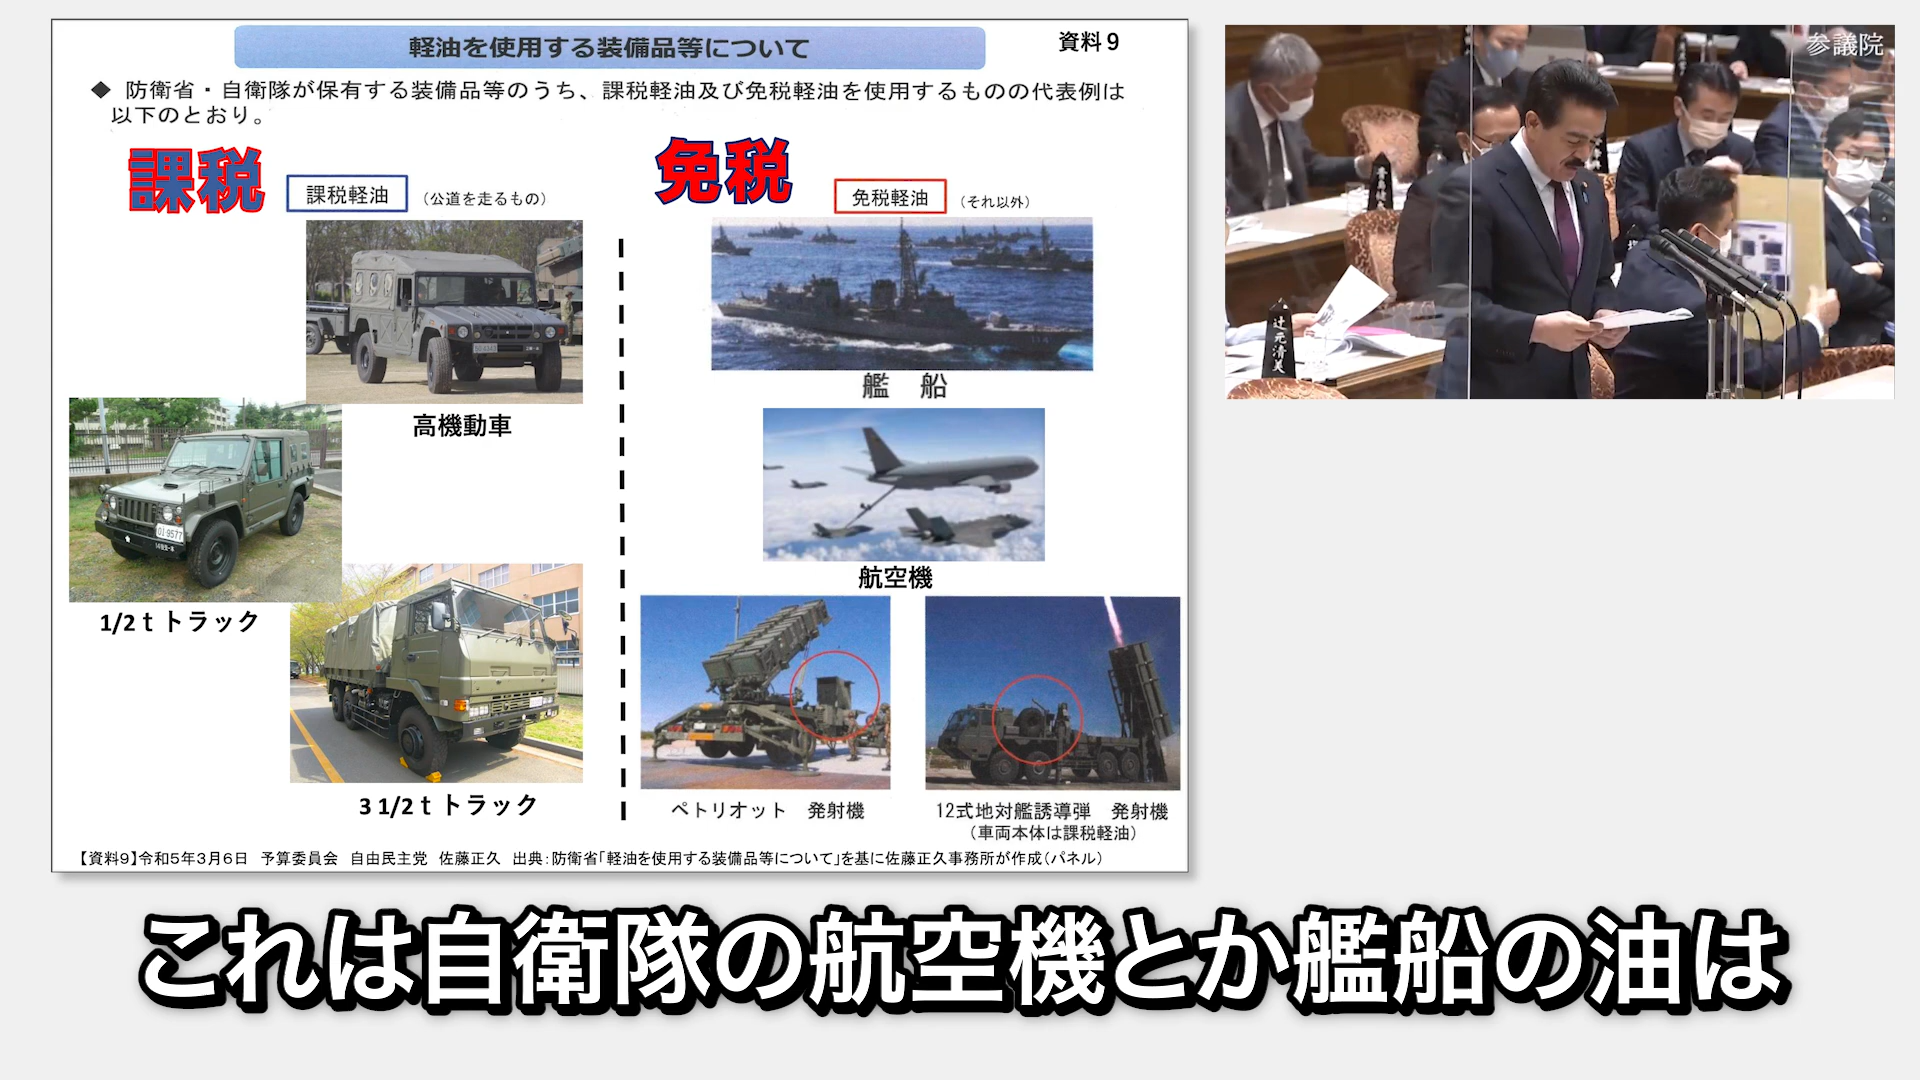 軽油を使用する装備品等について
資料9
◆ 防衛省・自衛隊が保有する装備品等のうち、課税軽油及び免税軽油を使用するものの代表例は
以下のとおり。
課税
課税軽油
（公道を走るもの）
免税
免税軽油
（それ以外）
高機動車
1/2ｔトラック
3 1/2ｔトラック
艦　船
航空機
ペトリオット　発射機
12式地対艦誘導弾　発射機
（車両本体は課税軽油）
【資料9】令和5年3月6日　予算委員会　自由民主党　佐藤正久　出典：防衛省「軽油を使用する装備品等について」を基に佐藤正久事務所が作成（パネル）
参議院
辻元清美
これは自衛隊の航空機とか艦船の油は